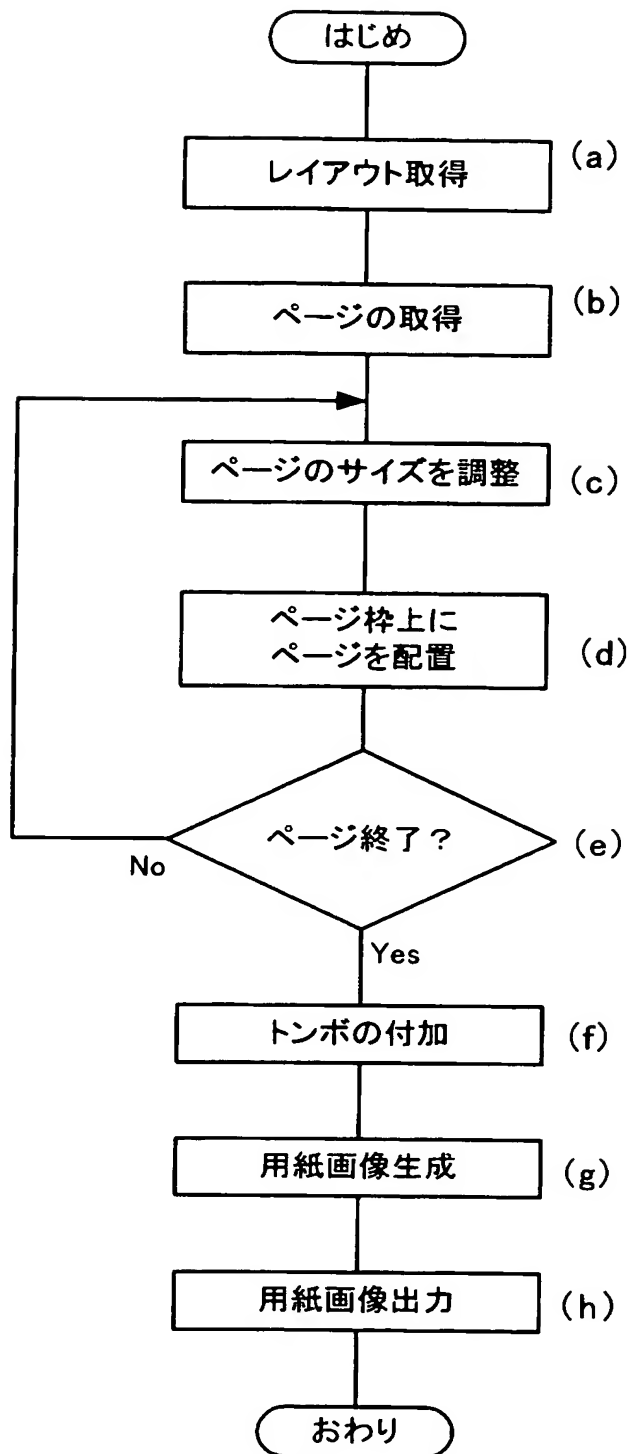 はじめ
レイアウト取得
(a)
ページの取得
(b)
ページのサイズを調整
(c)
ページ枠上に
ページを配置
(d)
ページ終了？
(e)
No
Yes
トンボの付加
(f)
用紙画像生成
(g)
用紙画像出力
(h)
おわり